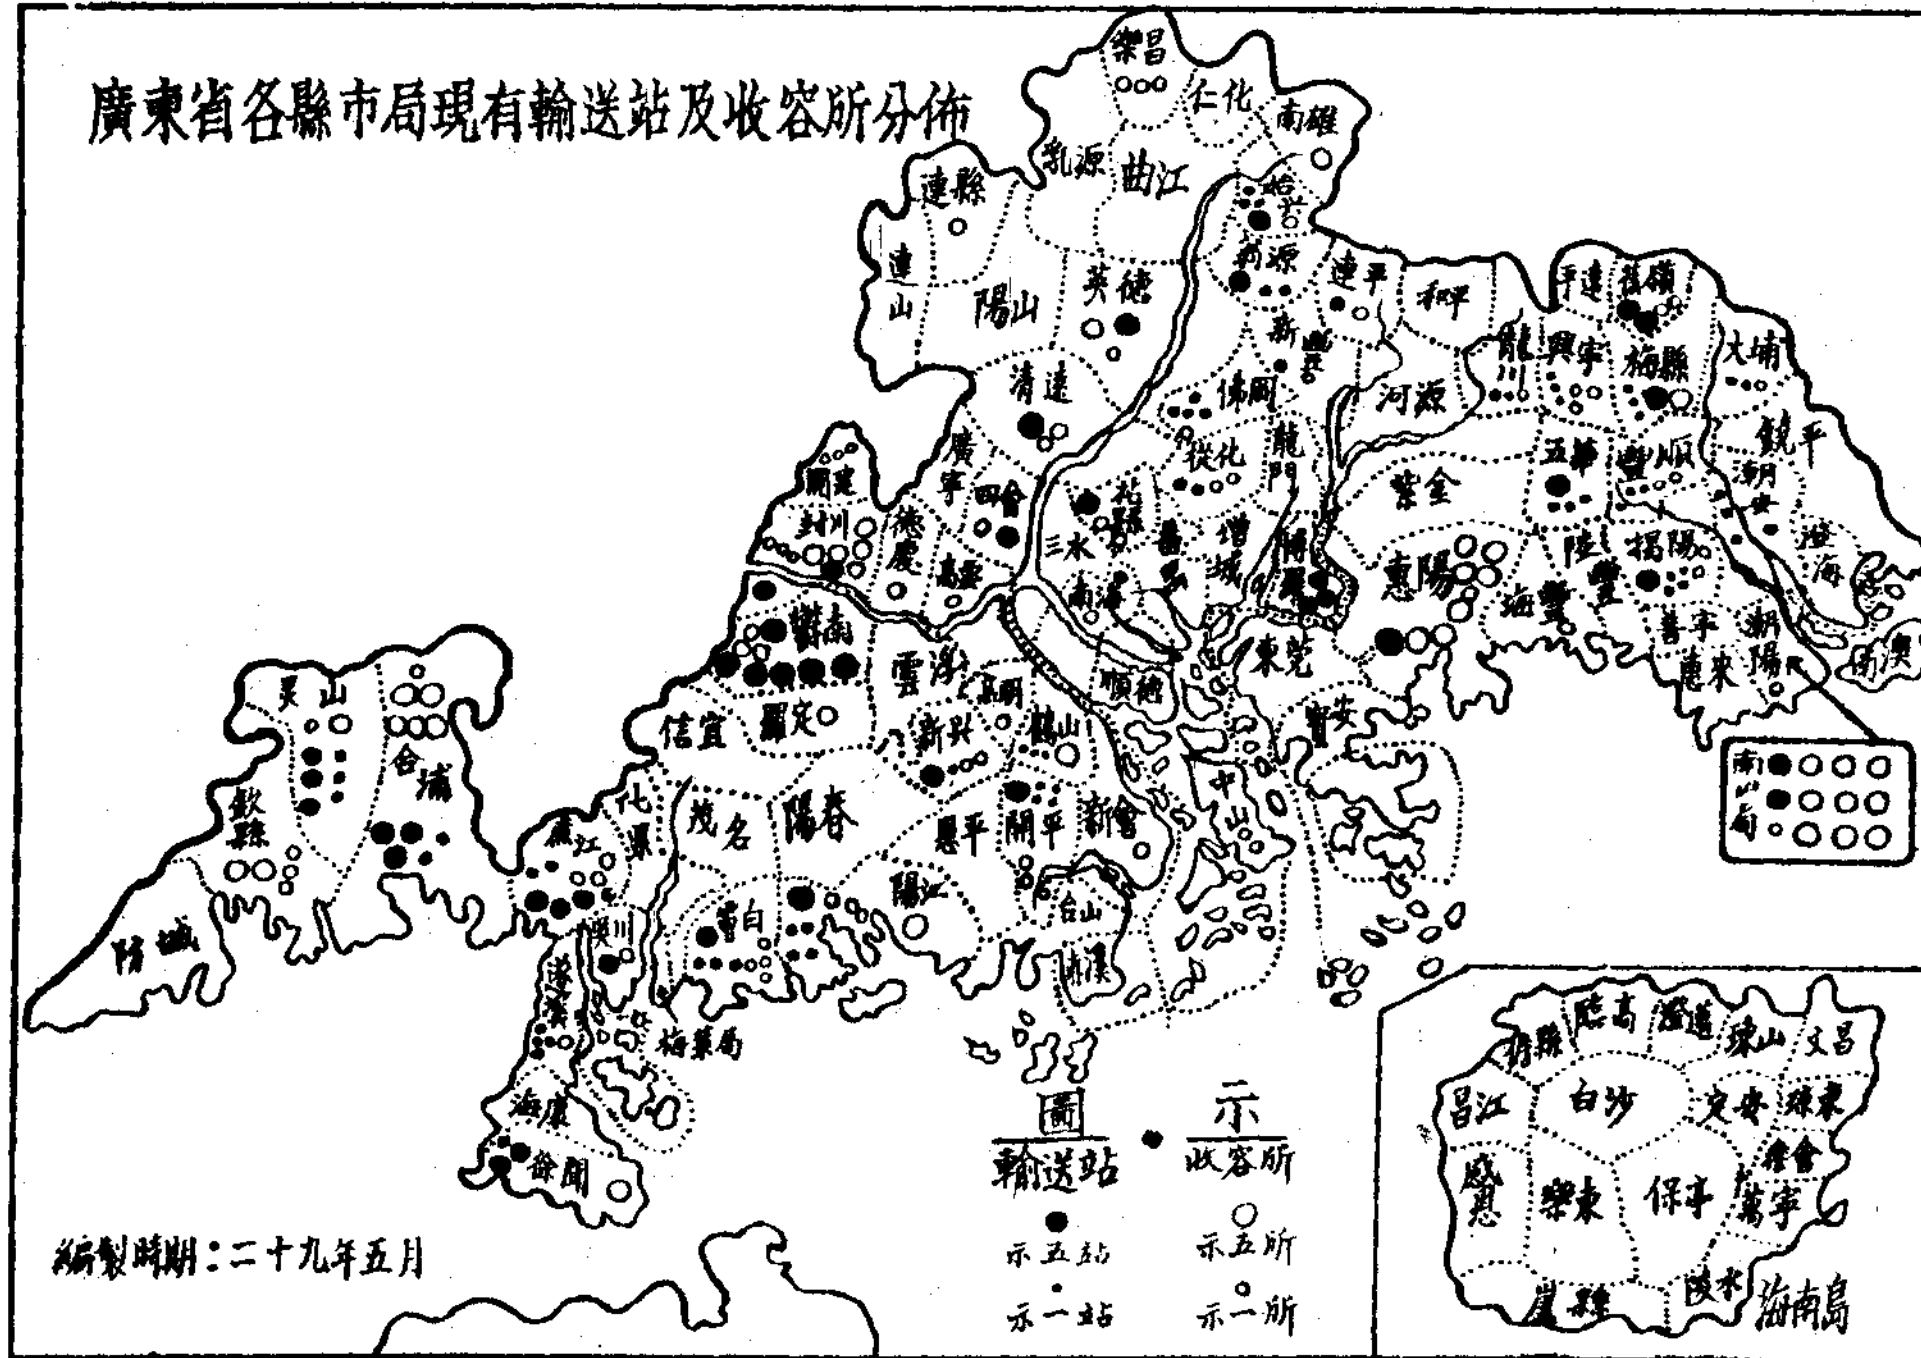 廣東省各縣市局現有輸送站及收容所分佈
樂昌
仁化
南雄
乳源
曲江
始興
連縣
連山
陽山
英德
翁源
連平
和平
新豐
平遠
蕉嶺
龍川
興寧
梅縣
大埔
清遠
佛岡
河源
廣寧
從化
龍門
五華
豐順
饒平
潮安
開建
四會
花縣
紫金
封川
德慶
三水
增城
博羅
惠陽
陸豐
揭陽
澄海
高要
南海
海豐
普寧
潮陽
惠來
南澳
鬱南
雲浮
東莞
高明
順德
灵山
信宜
羅定
新興
鶴山
寶安
合埔
南山局
欽縣
化縣
茂名
陽春
恩平
開平
新會
中山
廉江
陽江
防城
吳川
電白
台山
赤溪
遂溪
梅菉局
海康
徐聞
臨高
澄邁
瓊山
文昌
昌江
白沙
定安
瓊東
感恩
樂東
保亭
萬寧
崖縣
陵水
海南島
圖示
輸送站
收容所
示五站
示五所
示一站
示一所
編製時期：二十九年五月